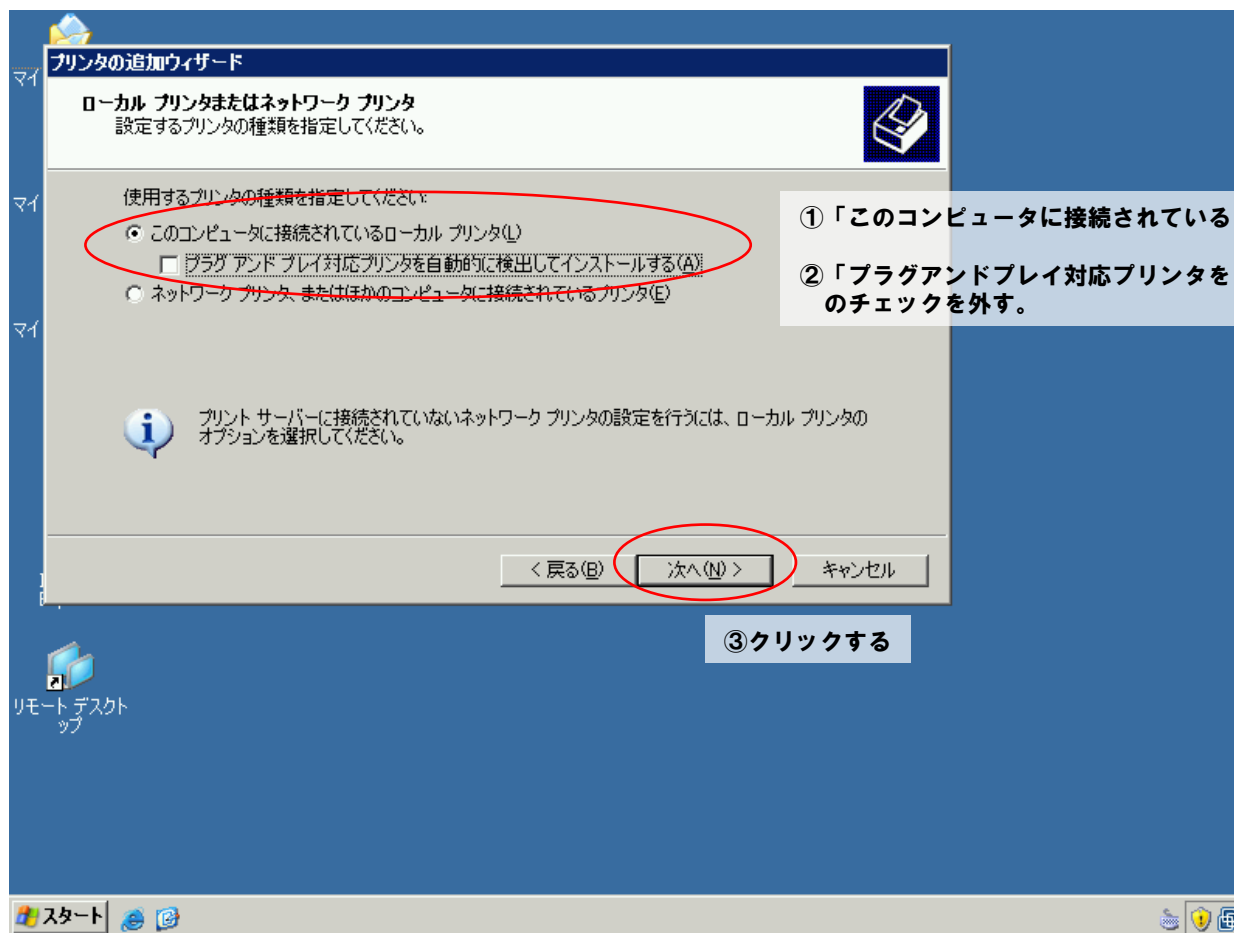 マイ
プリンタの追加ウィザード
ローカル プリンタまたはネットワーク プリンタ
設定するプリンタの種類を指定してください。
マイ
使用するプリンタの種類を指定してください:
このコンピュータに接続されているローカル プリンタ(L)
プラグ アンド プレイ対応プリンタを自動的に検出してインストールする(A)
ネットワーク プリンタ、またはほかのコンピュータに接続されているプリンタ(E)
①「このコンピュータに接続されている
②「プラグアンドプレイ対応プリンタを
のチェックを外す。
マイ
プリント サーバーに接続されていないネットワーク プリンタの設定を行うには、ローカル プリンタの
オプションを選択してください。
< 戻る(B)
次へ(N) >
キャンセル
③クリックする
リモート デスクト
ップ
スタート